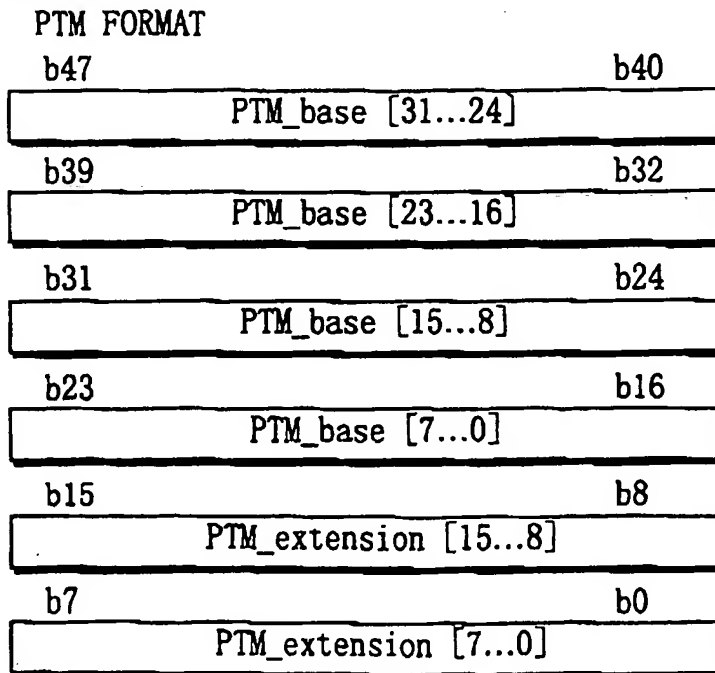 PTM FORMAT
b47 b40
PTM_base [31...24]
b39 b32
PTM_base [23...16]
b31 b24
PTM_base [15...8]
b23 b16
PTM_base [7...0]
b15 b8
PTM_extension [15...8]
b7 b0
PTM_extension [7...0]